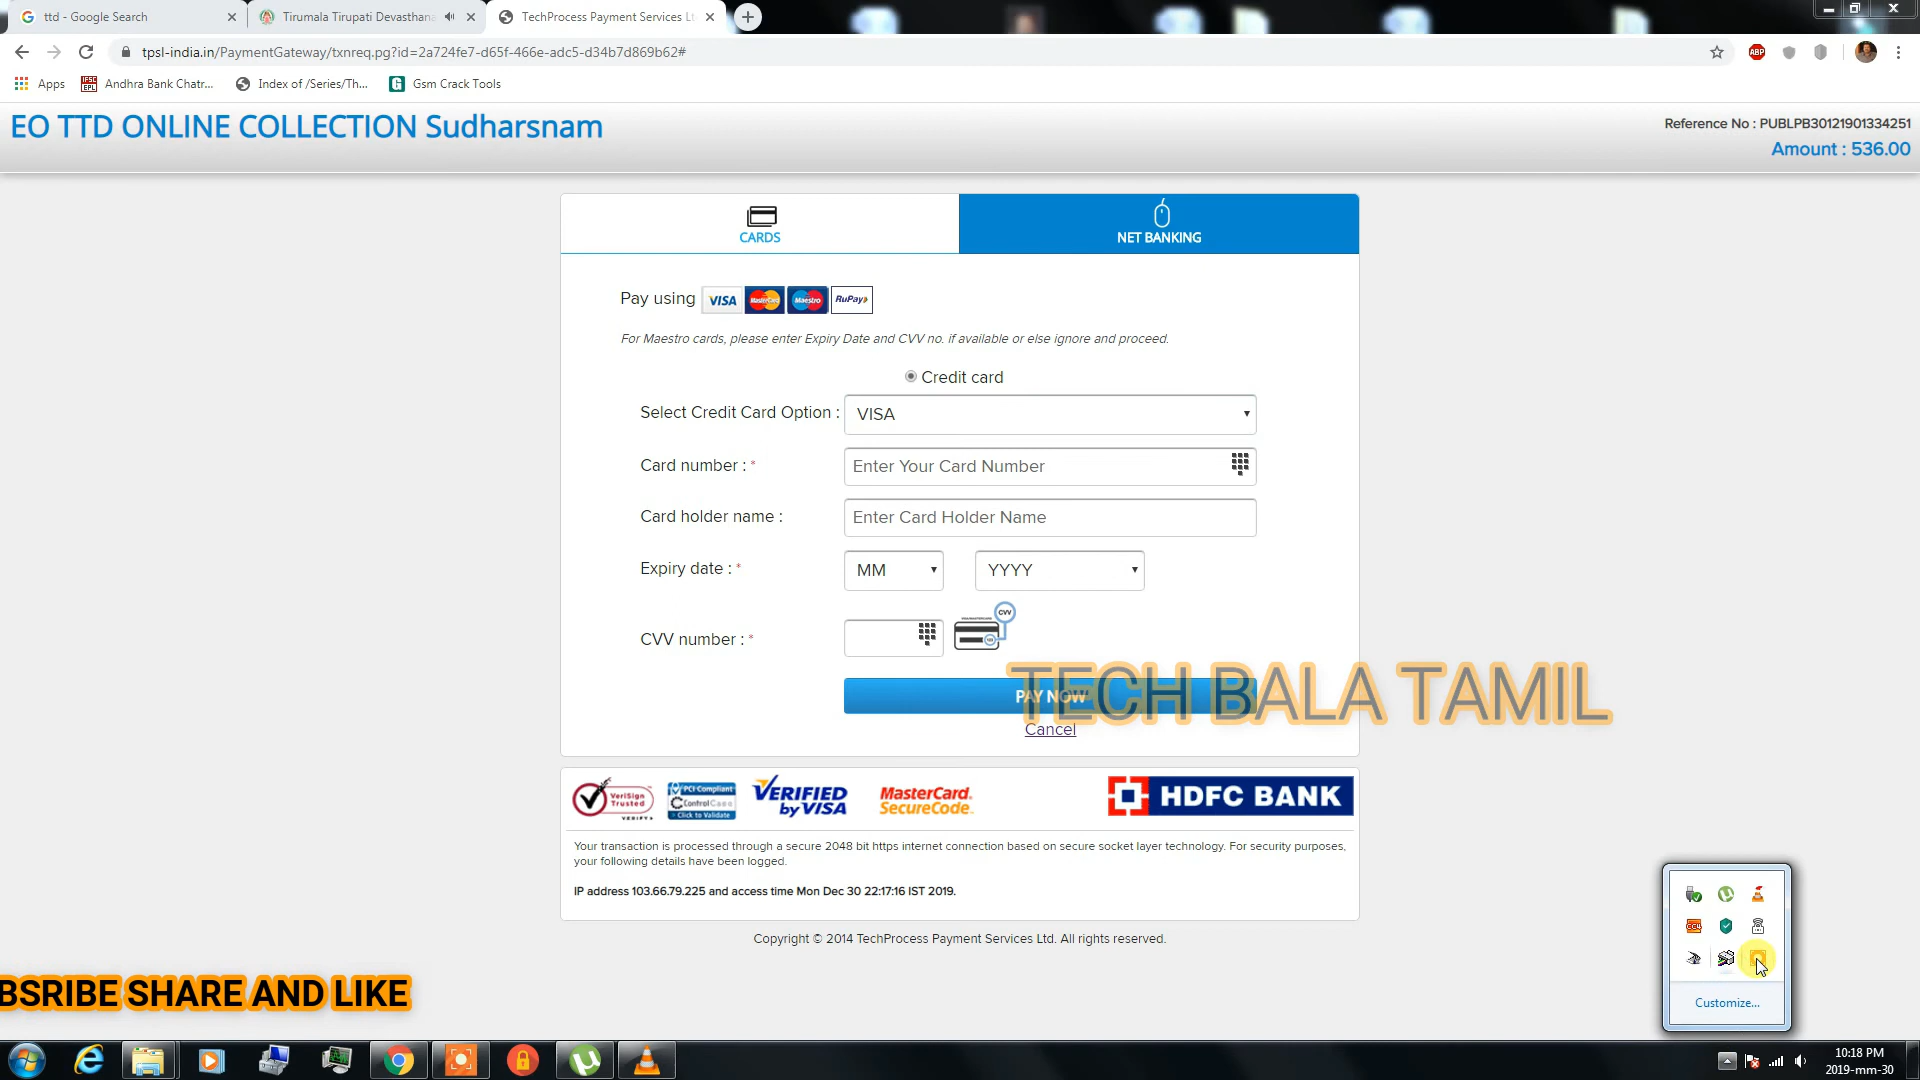 ttd - Google Search
Tirumala Tirupati Devasthana
TechProcess Payment Services Lt
tpsl-india.in/PaymentGateway/txnreq.pg?id=2a724fe7-d65f-466e-adc5-d34b7d869b62#
ABP
Apps
IFSC EPL
Andhra Bank Chatr...
Index of /Series/Th...
Gsm Crack Tools
EO TTD ONLINE COLLECTION Sudharsnam
Reference No : PUBLPB30121901334251
Amount : 536.00
CARDS
NET BANKING
Pay using VISA MasterCard Maestro RuPay
For Maestro cards, please enter Expiry Date and CVV no. if available or else ignore and proceed.
Credit card
Select Credit Card Option : VISA
Card number : * Enter Your Card Number
Card holder name : Enter Card Holder Name
Expiry date : * MM YYYY
CVV number : * CVV
PAY NOW
TECH BALA TAMIL
Cancel
VeriSign Trusted VERIFY
PCI-Compliant ControlCase Click to Validate
VERIFIED by VISA
MasterCard SecureCode.
HDFC BANK
Your transaction is processed through a secure 2048 bit https internet connection based on secure socket layer technology. For security purposes,
your following details have been logged.
IP address 103.66.79.225 and access time Mon Dec 30 22:17:16 IST 2019.
Copyright © 2014 TechProcess Payment Services Ltd. All rights reserved.
BSRIBE SHARE AND LIKE
Customize...
10:18 PM
2019-mm-30